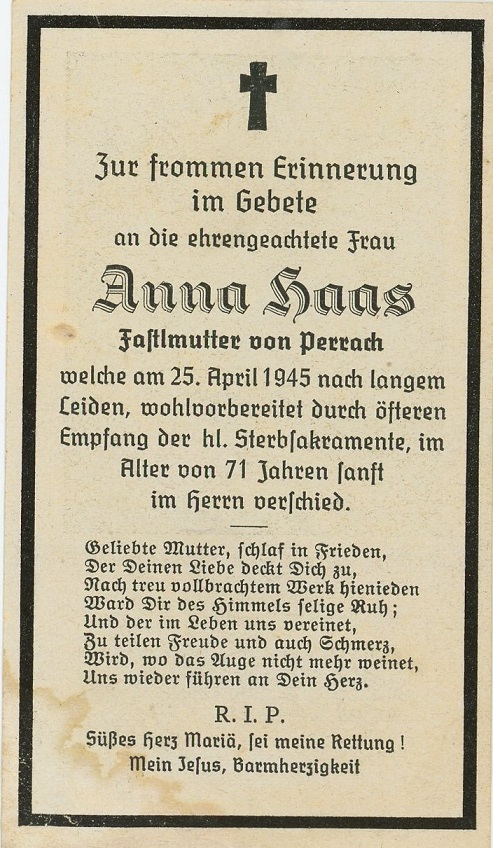 Zur frommen Erinnerung
im Gebete
an die ehrengeachtete Frau
Anna Haas
Fastlmutter von Perrach
welche am 25. April 1945 nach langem
Leiden, wohlvorbereitet durch öfteren
Empfang der hl. Sterbsakramente, im
Alter von 71 Jahren sanft
im Herrn verschied.
Geliebte Mutter, schlaf in Frieden,
Der Deinen Liebe deckt Dich zu,
Nach treu vollbrachtem Werk hienieden
Ward Dir des Himmels selige Ruh;
Und der im Leben uns vereinet,
Zu teilen Freude und auch Schmerz,
Wird, wo das Auge nicht mehr weinet,
Uns wieder führen an Dein Herz.
R. I. P.
Süßes Herz Mariä, sei meine Rettung!
Mein Jesus, Barmherzigkeit